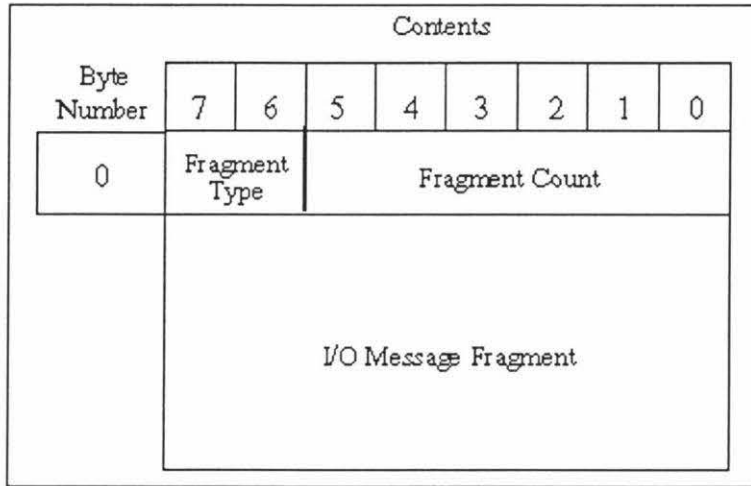 Contents
Byte
Number
7 6 5 4 3 2 1 0
0
Fragment
Type
Fragment Count
I/O Message Fragment